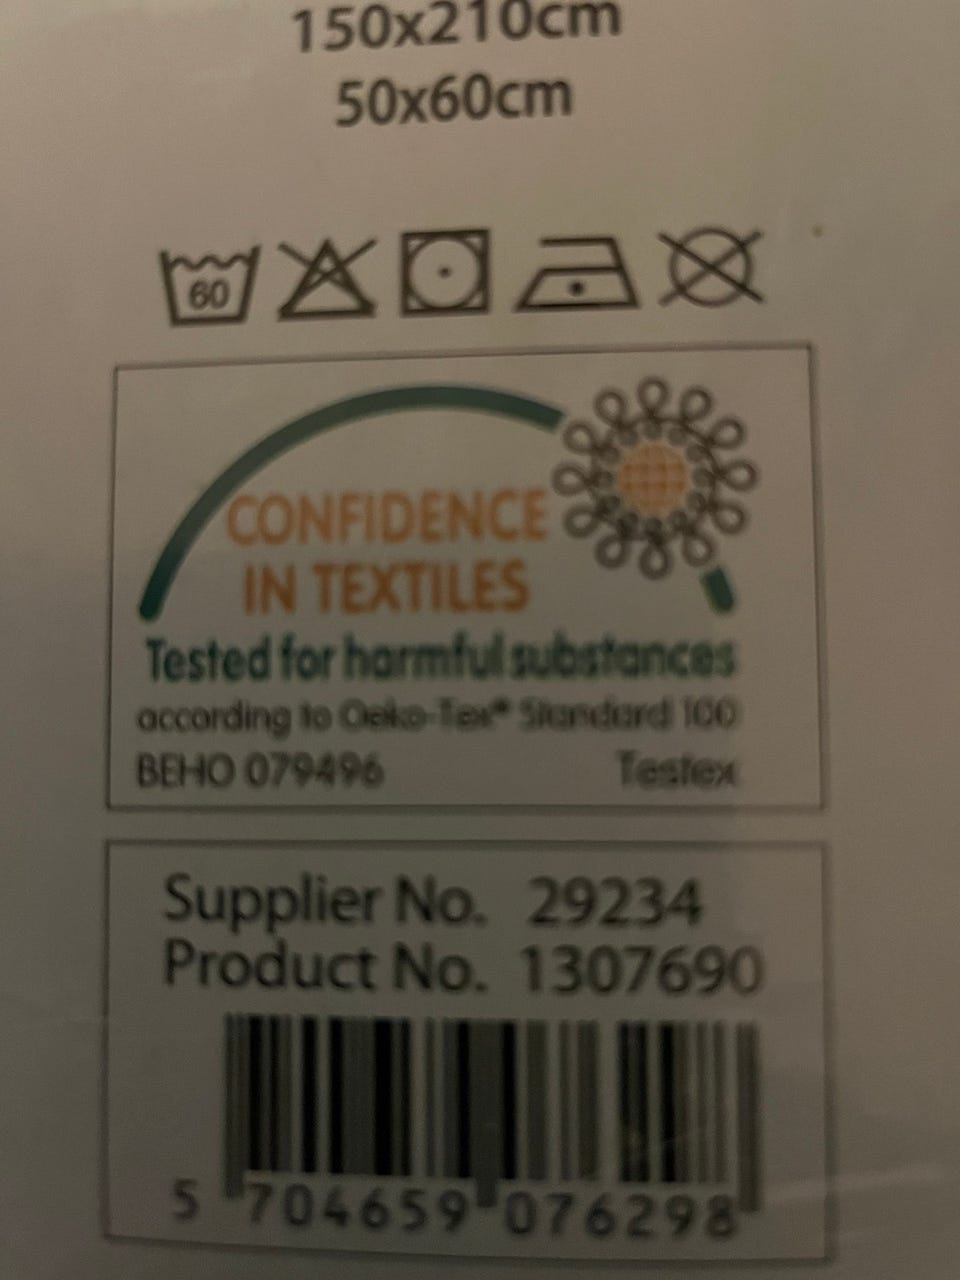 150x210cm
50x60cm
60
CONFIDENCE
IN TEXTILES
Tested for harmful substances
according to Oeko-Tex® Standard 100
BEHO 079496 Testex
Supplier No. 29234
Product No. 1307690
5 704659 076298